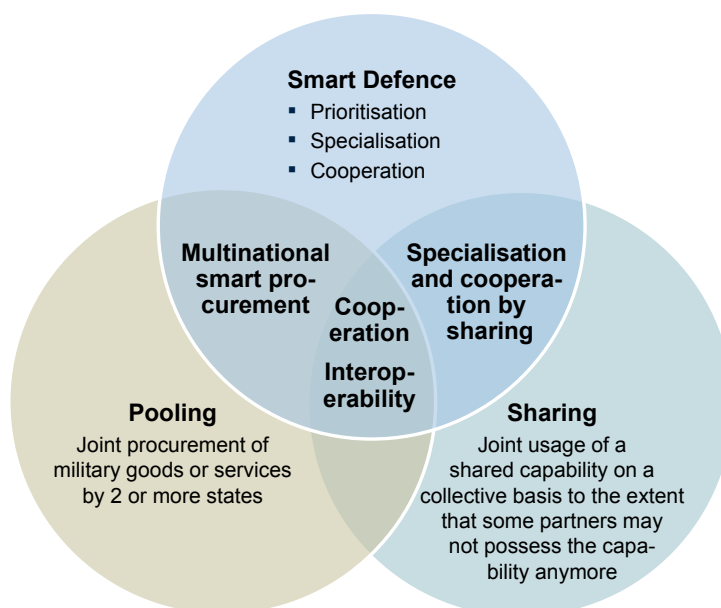 Smart Defence
▪ Prioritisation
▪ Specialisation
▪ Cooperation
Multinational
smart pro-
curement
Specialisation
and coopera-
tion by
sharing
Coop-
eration
Interop-
erability
Pooling
Joint procurement of
military goods or services
by 2 or more states
Sharing
Joint usage of a
shared capability on a
collective basis to the extent
that some partners may
not possess the capa-
bility anymore